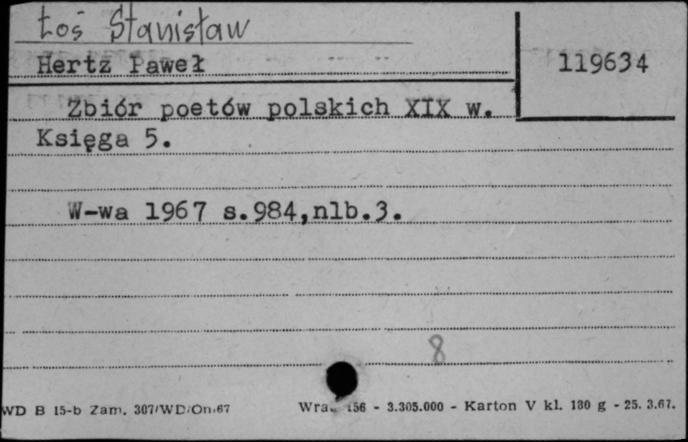 Łoś Stanisław
Hertz Paweł
119634
Zbiór poetów polskich XIX w.
Księga 5.
W-wa 1967 s.984,nlb.3.
8
WD B 15-b Zam. 307/WD/On/67
156 - 3.305.000 - Karton V kl. 180 g - 25. 3.67.